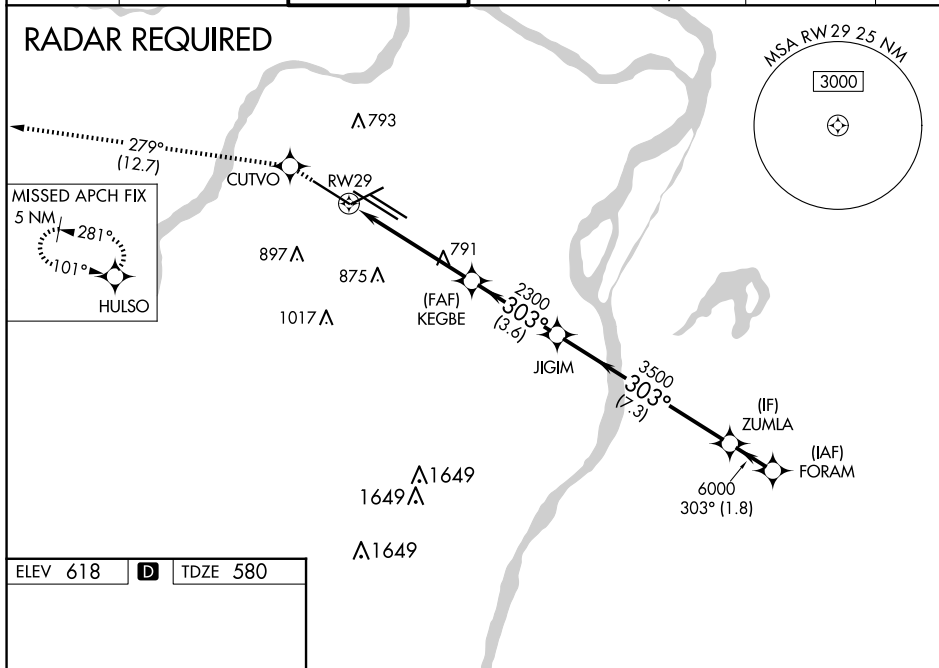 RADAR REQUIRED
MSA RW 29 25 NM
3000
793
279°
(12.7)
CUTVO
RW29
MISSED APCH FIX
5 NM
281°
101°
HULSO
897
791
875
1017
(FAF)
KEGBE
2300
303°
(3.6)
JIGIM
3500
303°
(7.3)
(IF)
ZUMLA
(IAF)
FORAM
6000
303° (1.8)
1649
1649
1649
ELEV 618 D TDZE 580